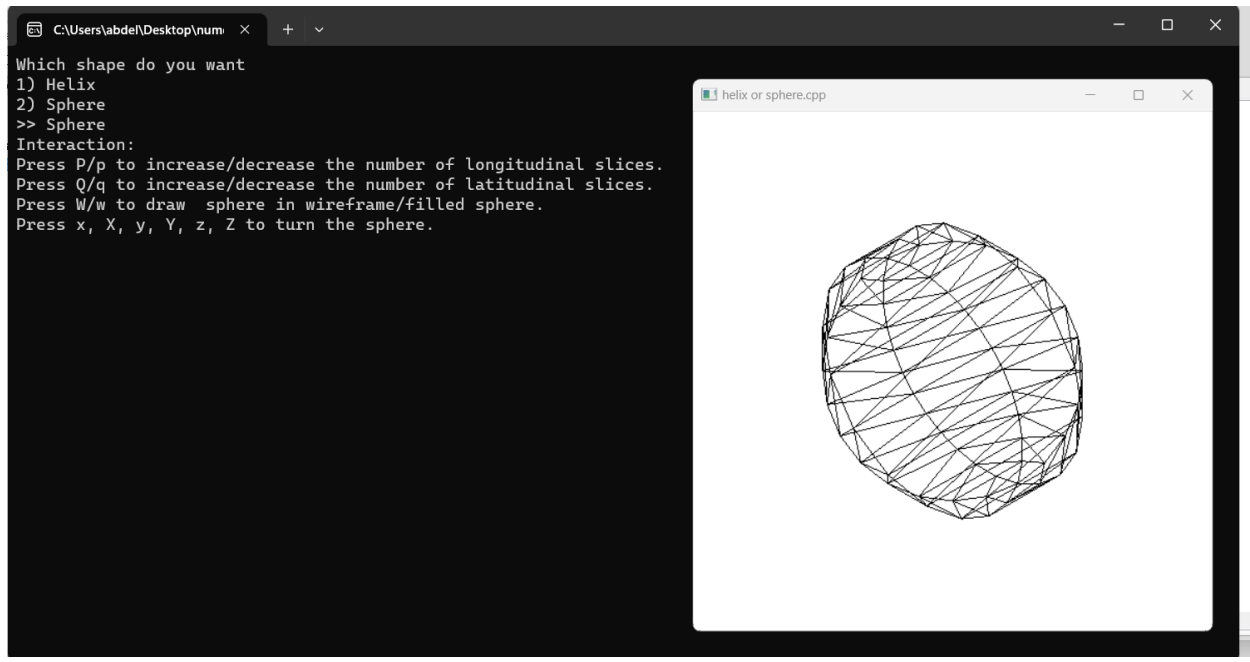 C:\Users\abdel\Desktop\num
Which shape do you want
1) Helix
2) Sphere
>> Sphere
Interaction:
Press P/p to increase/decrease the number of longitudinal slices.
Press Q/q to increase/decrease the number of latitudinal slices.
Press W/w to draw  sphere in wireframe/filled sphere.
Press x, X, y, Y, z, Z to turn the sphere.
helix or sphere.cpp